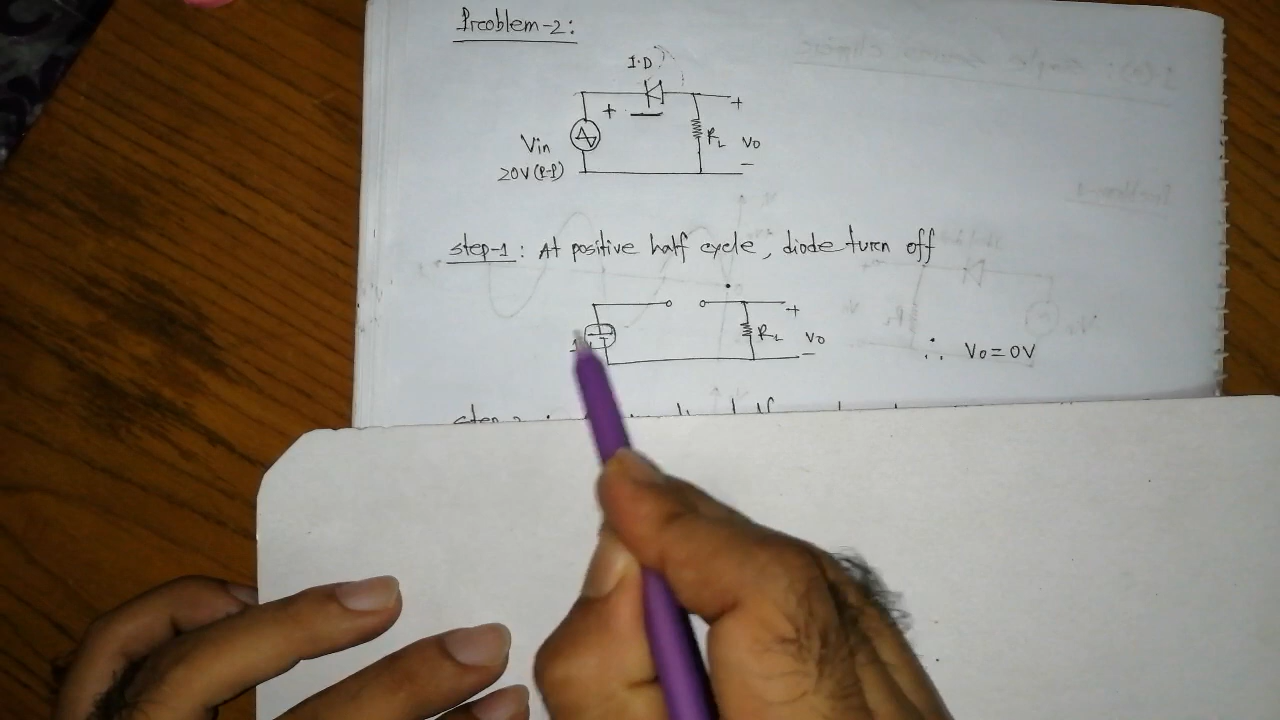 Problem-2:
I.D
+
+
Vin
RL
Vo
20V(P-P)
-
step-1: At positive half cycle, diode turn off
+
RL
Vo
-
∴ Vo=0V